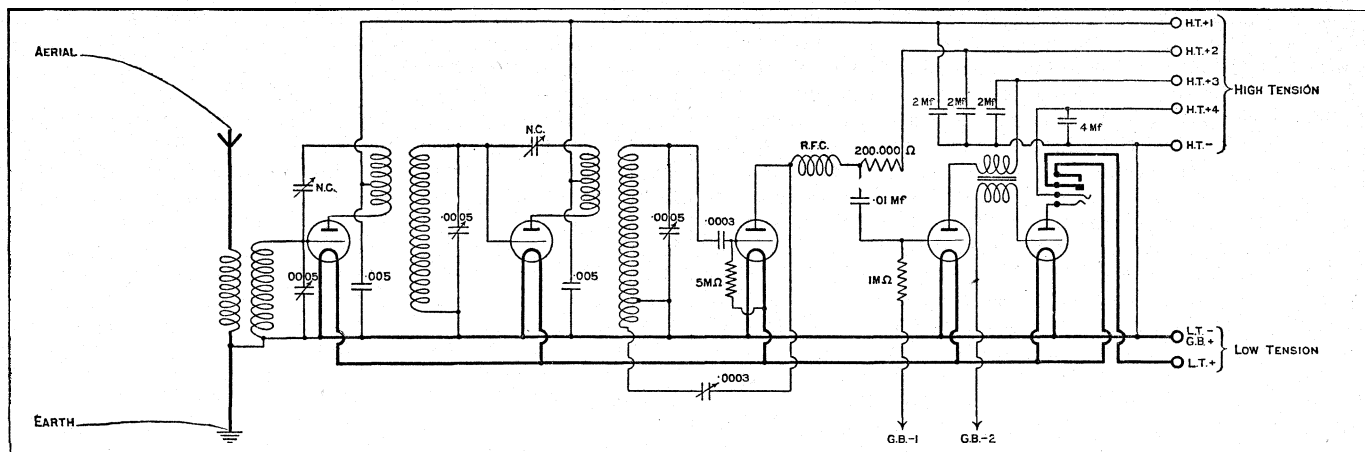 AERIAL
EARTH
N.C.
.0005
.005
.0005
N.C.
.005
.0005
.0003
5MΩ
.0003
R.F.C.
200.000 Ω
.01 Mf
1MΩ
G.B.-1
G.B.-2
2 Mf
2 Mf
2 Mf
4 Mf
H.T.+1
H.T.+2
H.T.+3
H.T.+4
H.T.-
HIGH TENSION
L.T.-
G.B.+
L.T.+
LOW TENSION